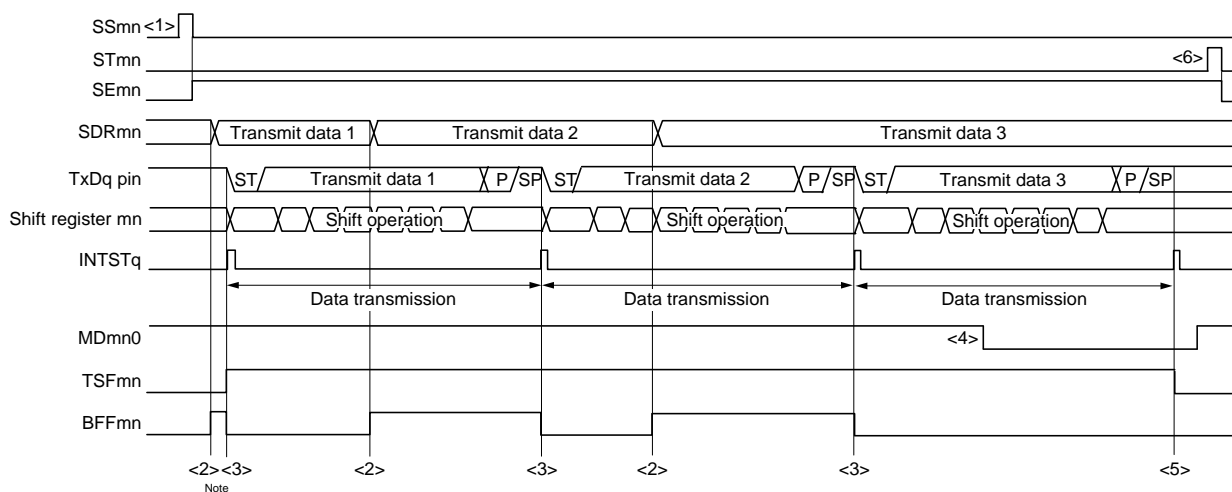 SSmn <1>
STmn <6>
SEmn
SDRmn Transmit data 1 Transmit data 2 Transmit data 3
TxDq pin ST Transmit data 1 P SP ST Transmit data 2 P SP ST Transmit data 3 P SP
Shift register mn Shift operation Shift operation Shift operation
INTSTq
Data transmission Data transmission Data transmission
MDmn0 <4>
TSFmn
BFFmn
<2> <3> <2> <3> <2> <3> <5>
Note